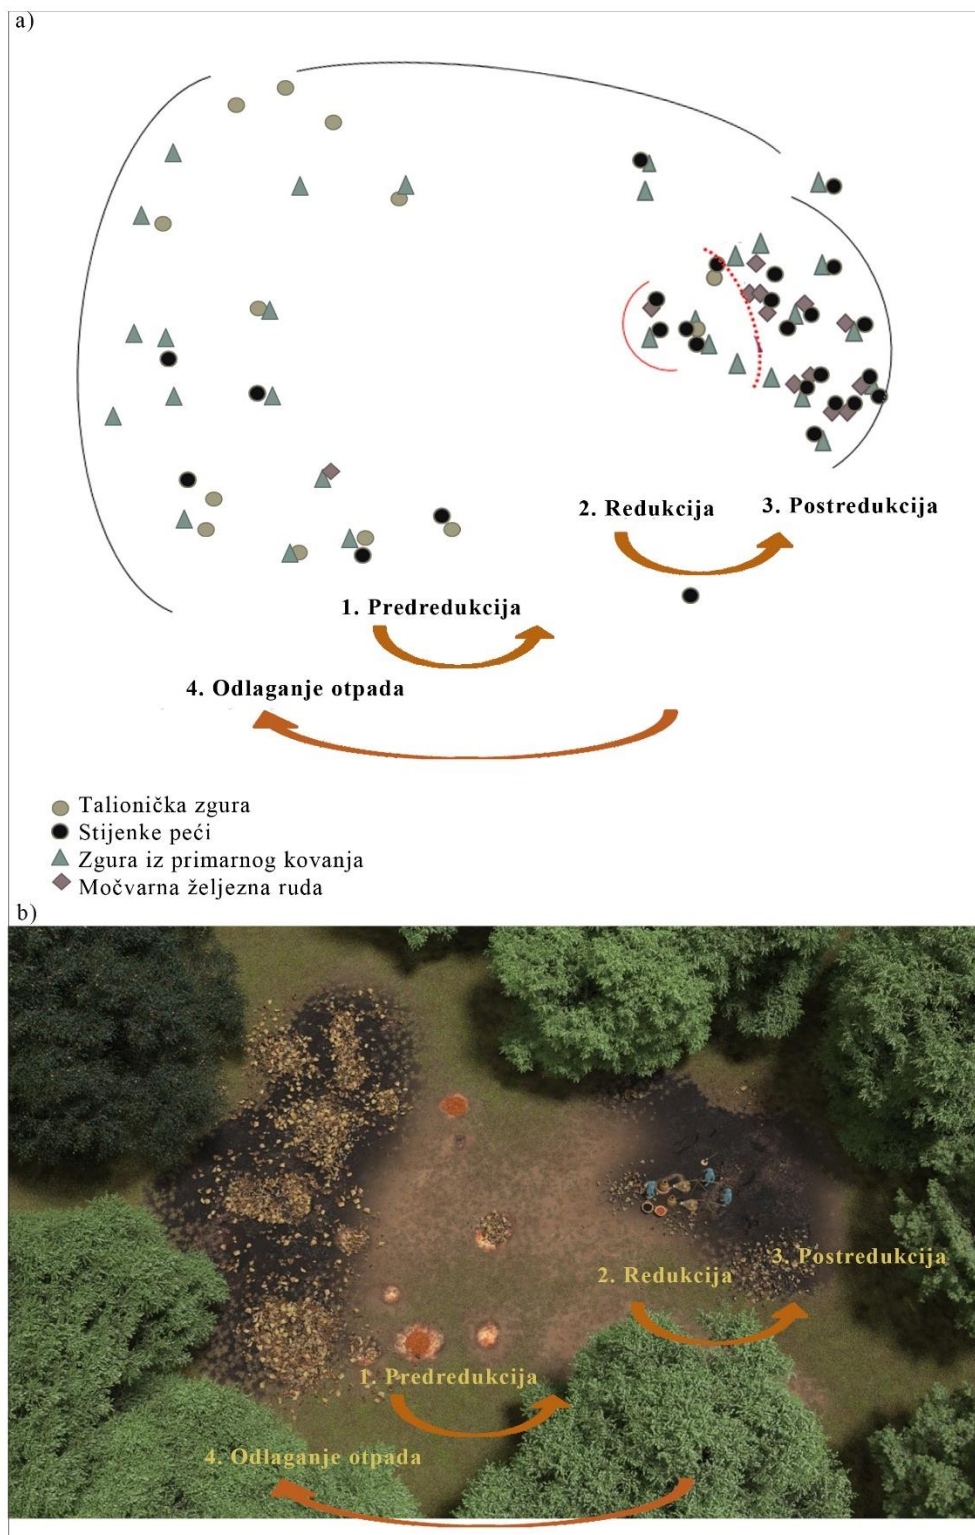 a)
2. Redukcija
3. Postredukcija
1. Predredukcija
4. Odlaganje otpada
Talionička zgura
Stijenke peći
Zgura iz primarnog kovanja
Močvarna željezna ruda
b)
3. Postredukcija
2. Redukcija
1. Predredukcija
4. Odlaganje otpada